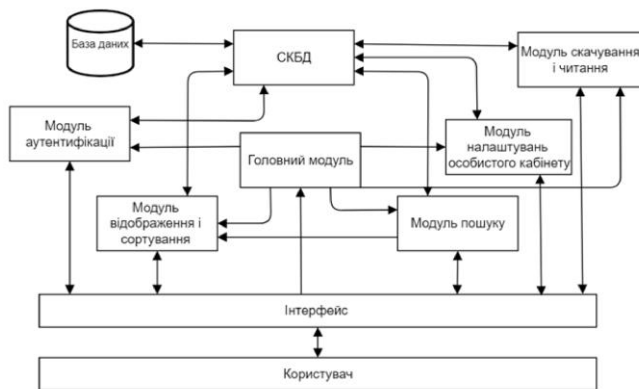 База даних
СКБД
Модуль скачування
і читання
Модуль
аутентифікації
Головний модуль
Модуль
налаштувань
особистого кабінету
Модуль
відображення і
сортування
Модуль пошуку
Інтерфейс
Користувач